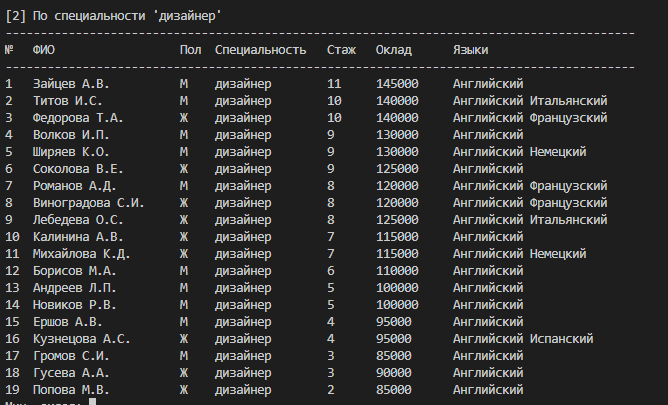 [2] По специальности 'дизайнер'
--------------------------------------------------------------------------------
№ ФИО Пол Специальность Стаж Оклад Языки
--------------------------------------------------------------------------------
1 Зайцев А.В. М дизайнер 11 145000 Английский
2 Титов И.С. М дизайнер 10 140000 Английский Итальянский
3 Федорова Т.А. Ж дизайнер 10 140000 Английский Французский
4 Волков И.П. М дизайнер 9 130000 Английский
5 Ширяев К.О. М дизайнер 9 130000 Английский Немецкий
6 Соколова В.Е. Ж дизайнер 9 125000 Английский
7 Романов А.Д. М дизайнер 8 120000 Английский Французский
8 Виноградова С.И. Ж дизайнер 8 120000 Английский Французский
9 Лебедева О.С. Ж дизайнер 8 125000 Английский Итальянский
10 Калинина А.В. Ж дизайнер 7 115000 Английский
11 Михайлова К.Д. Ж дизайнер 7 115000 Английский Немецкий
12 Борисов М.А. М дизайнер 6 110000 Английский
13 Андреев Л.П. М дизайнер 5 100000 Английский
14 Новиков Р.В. М дизайнер 5 100000 Английский
15 Ершов А.В. М дизайнер 4 95000 Английский
16 Кузнецова А.С. Ж дизайнер 4 95000 Английский Испанский
17 Громов С.И. М дизайнер 3 85000 Английский
18 Гусева А.А. Ж дизайнер 3 90000 Английский
19 Попова М.В. Ж дизайнер 2 85000 Английский